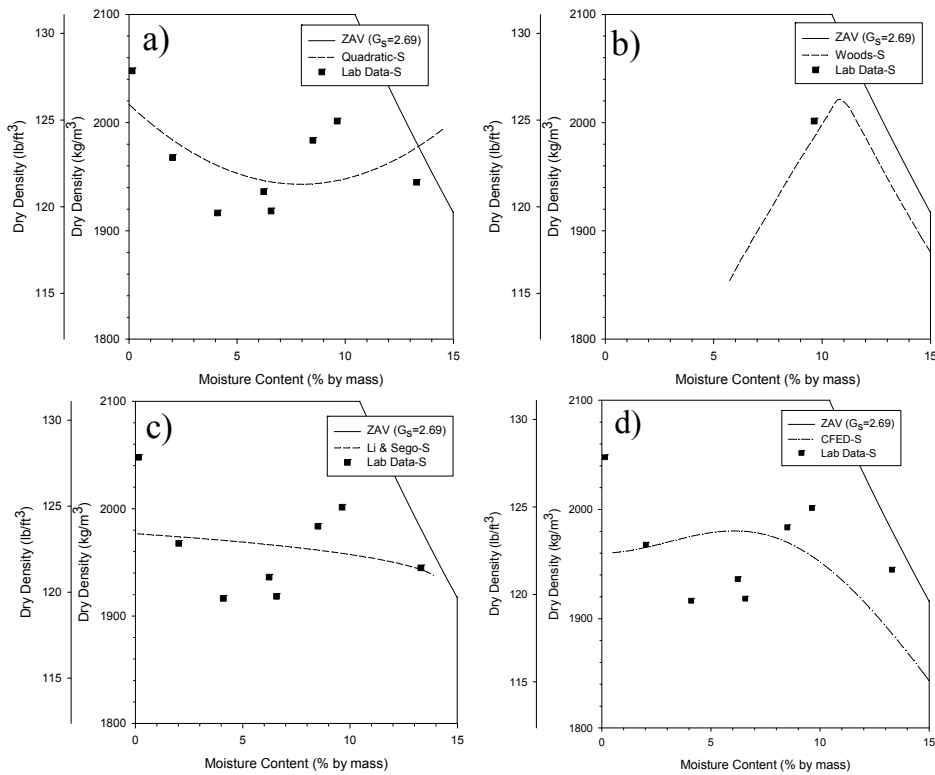 a)
ZAV (Gs=2.69)
Quadratic-S
Lab Data-S
2100
2000
1900
1800
130
125
120
115
Dry Density (lb/ft3)
Dry Density (kg/m3)
0 5 10 15
Moisture Content (% by mass)
b)
ZAV (Gs=2.69)
Woods-S
Lab Data-S
2100
2000
1900
1800
130
125
120
115
Dry Density (lb/ft3)
Dry Density (kg/m3)
0 5 10 15
Moisture Content (% by mass)
c)
ZAV (Gs=2.69)
Li & Sego-S
Lab Data-S
2100
2000
1900
1800
130
125
120
115
Dry Density (lb/ft3)
Dry Density (kg/m3)
0 5 10 15
Moisture Content (% by mass)
d)
ZAV (Gs=2.69)
CFED-S
Lab Data-S
2100
2000
1900
1800
130
125
120
115
Dry Density (lb/ft3)
Dry Density (kg/m3)
0 5 10 15
Moisture Content (% by mass)